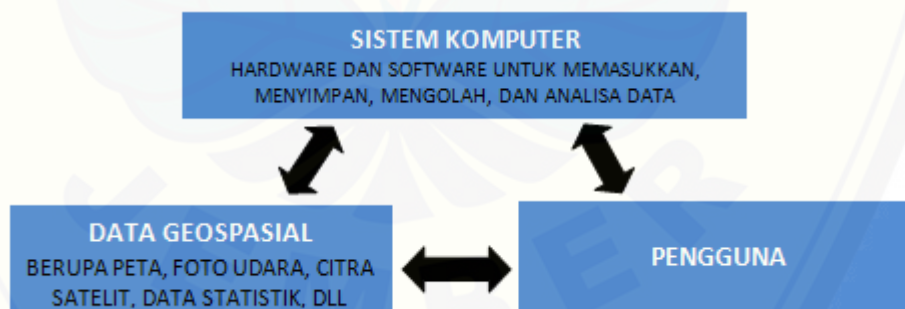 SISTEM KOMPUTER
HARDWARE DAN SOFTWARE UNTUK MEMASUKKAN,
MENYIMPAN, MENGOLAH, DAN ANALISA DATA
DATA GEOSPASIAL
BERUPA PETA, FOTO UDARA, CITRA
SATELIT, DATA STATISTIK, DLL
PENGGUNA